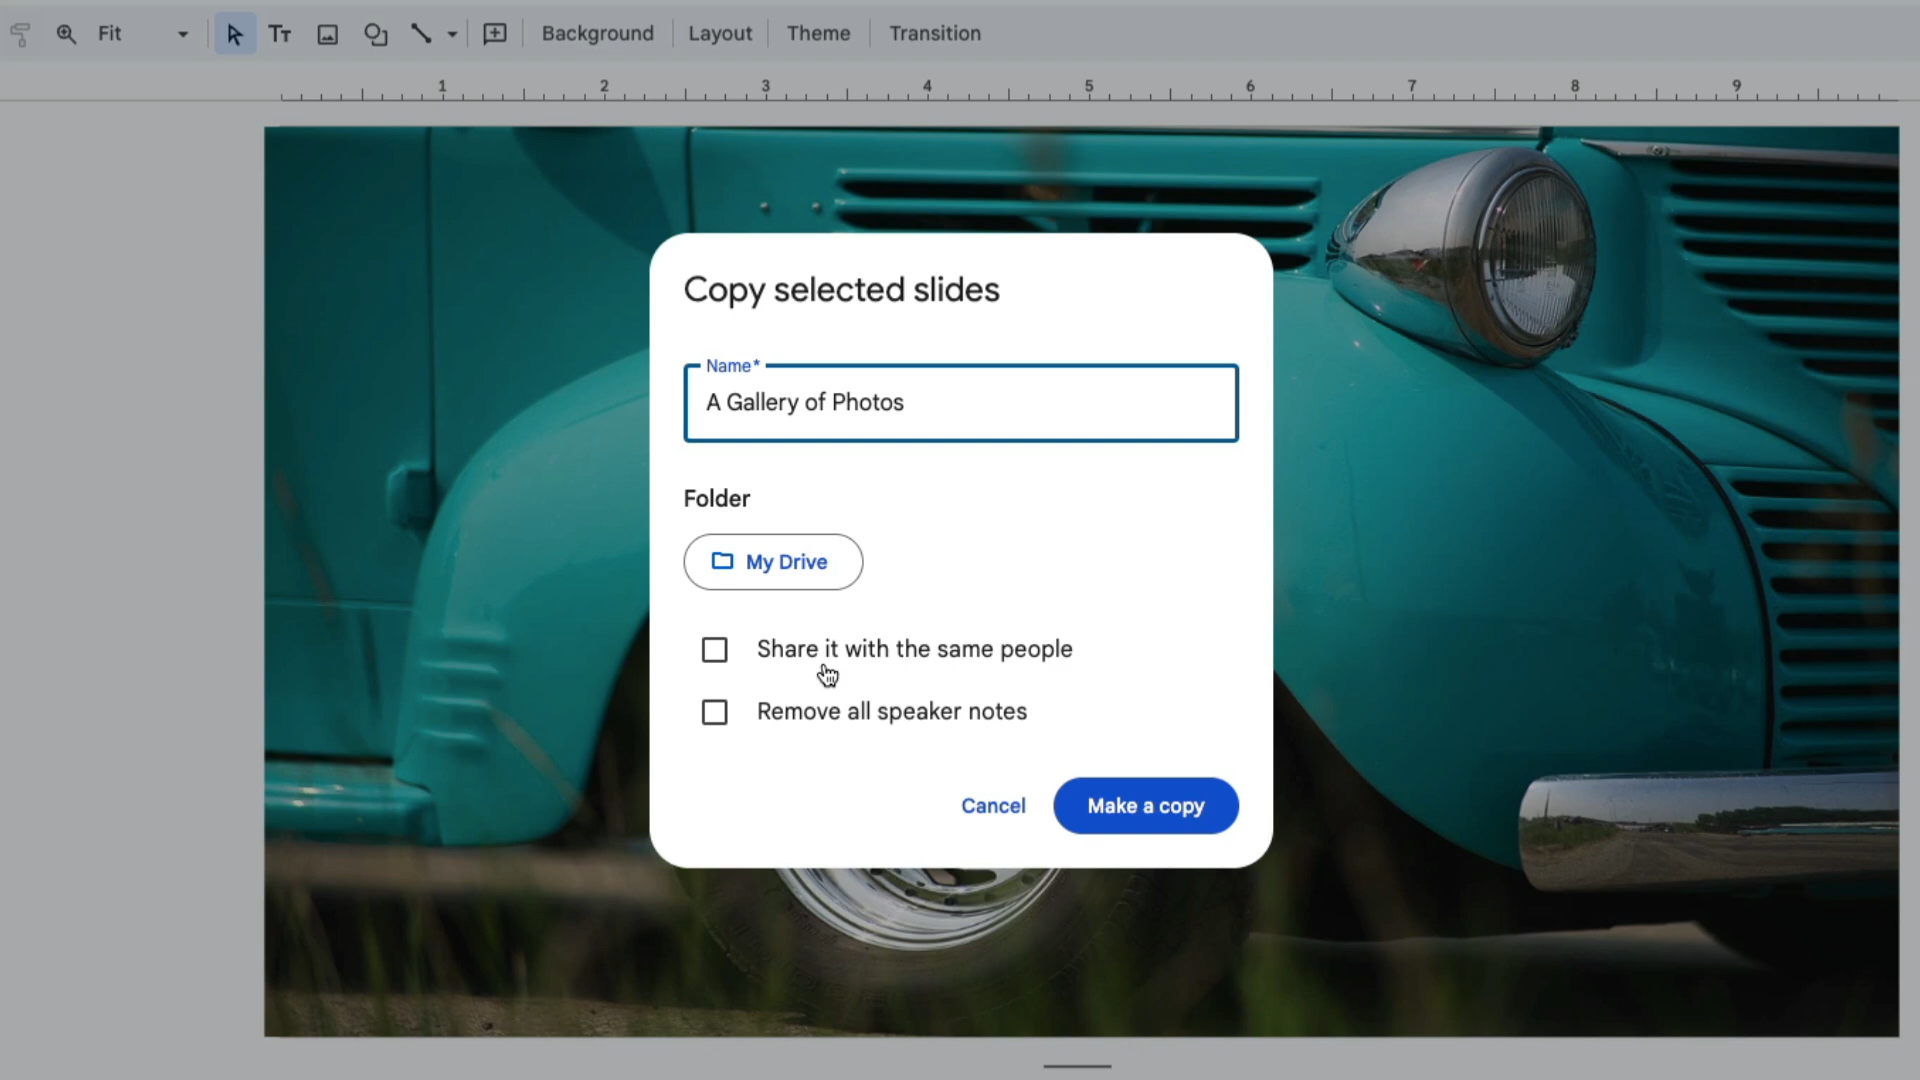 Fit
Background
Layout
Theme
Transition
1 2 3 4 5 6 7 8 9
Copy selected slides
Name*
A Gallery of Photos
Folder
My Drive
Share it with the same people
Remove all speaker notes
Cancel
Make a copy